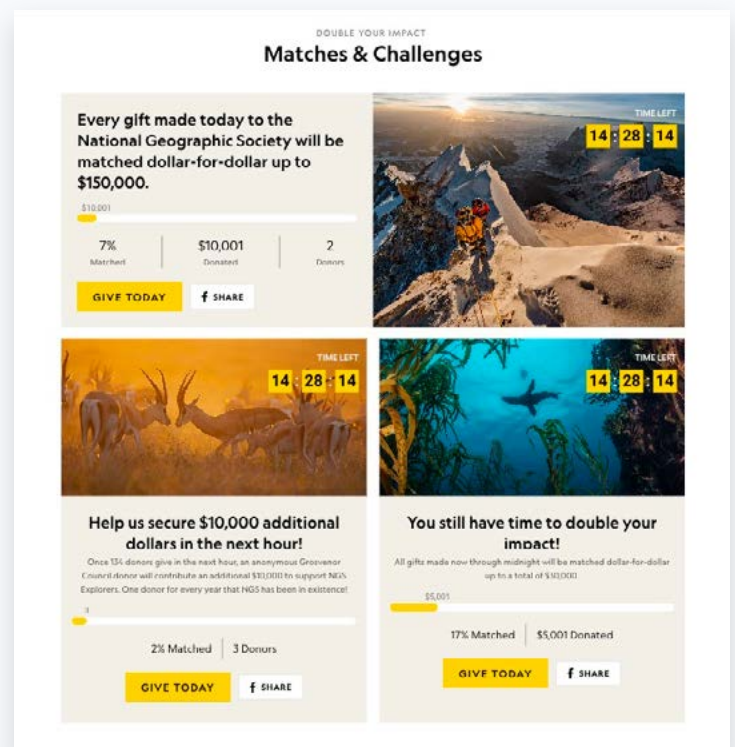 DOUBLE YOUR IMPACT
Matches & Challenges
Every gift made today to the
National Geographic Society will be
matched dollar-for-dollar up to
$150,000.
$10,001
7%
Matched
$10,001
Donated
2
Donors
GIVE TODAY
f SHARE
TIME LEFT
14 : 28 : 14
TIME LEFT
14 : 28 : 14
Help us secure $10,000 additional
dollars in the next hour!
Once 134 donors give in the next hour, an anonymous Grosvenor
Council donor will contribute an additional $10,000 to support NGS
Explorers. One donor for every year that NGS has been in existence!
3
2% Matched
3 Donors
GIVE TODAY
f SHARE
TIME LEFT
14 : 28 : 14
You still have time to double your
impact!
All gifts made now through midnight will be matched dollar-for-dollar
up to a total of $30,000
$5,001
17% Matched
$5,001 Donated
GIVE TODAY
f SHARE